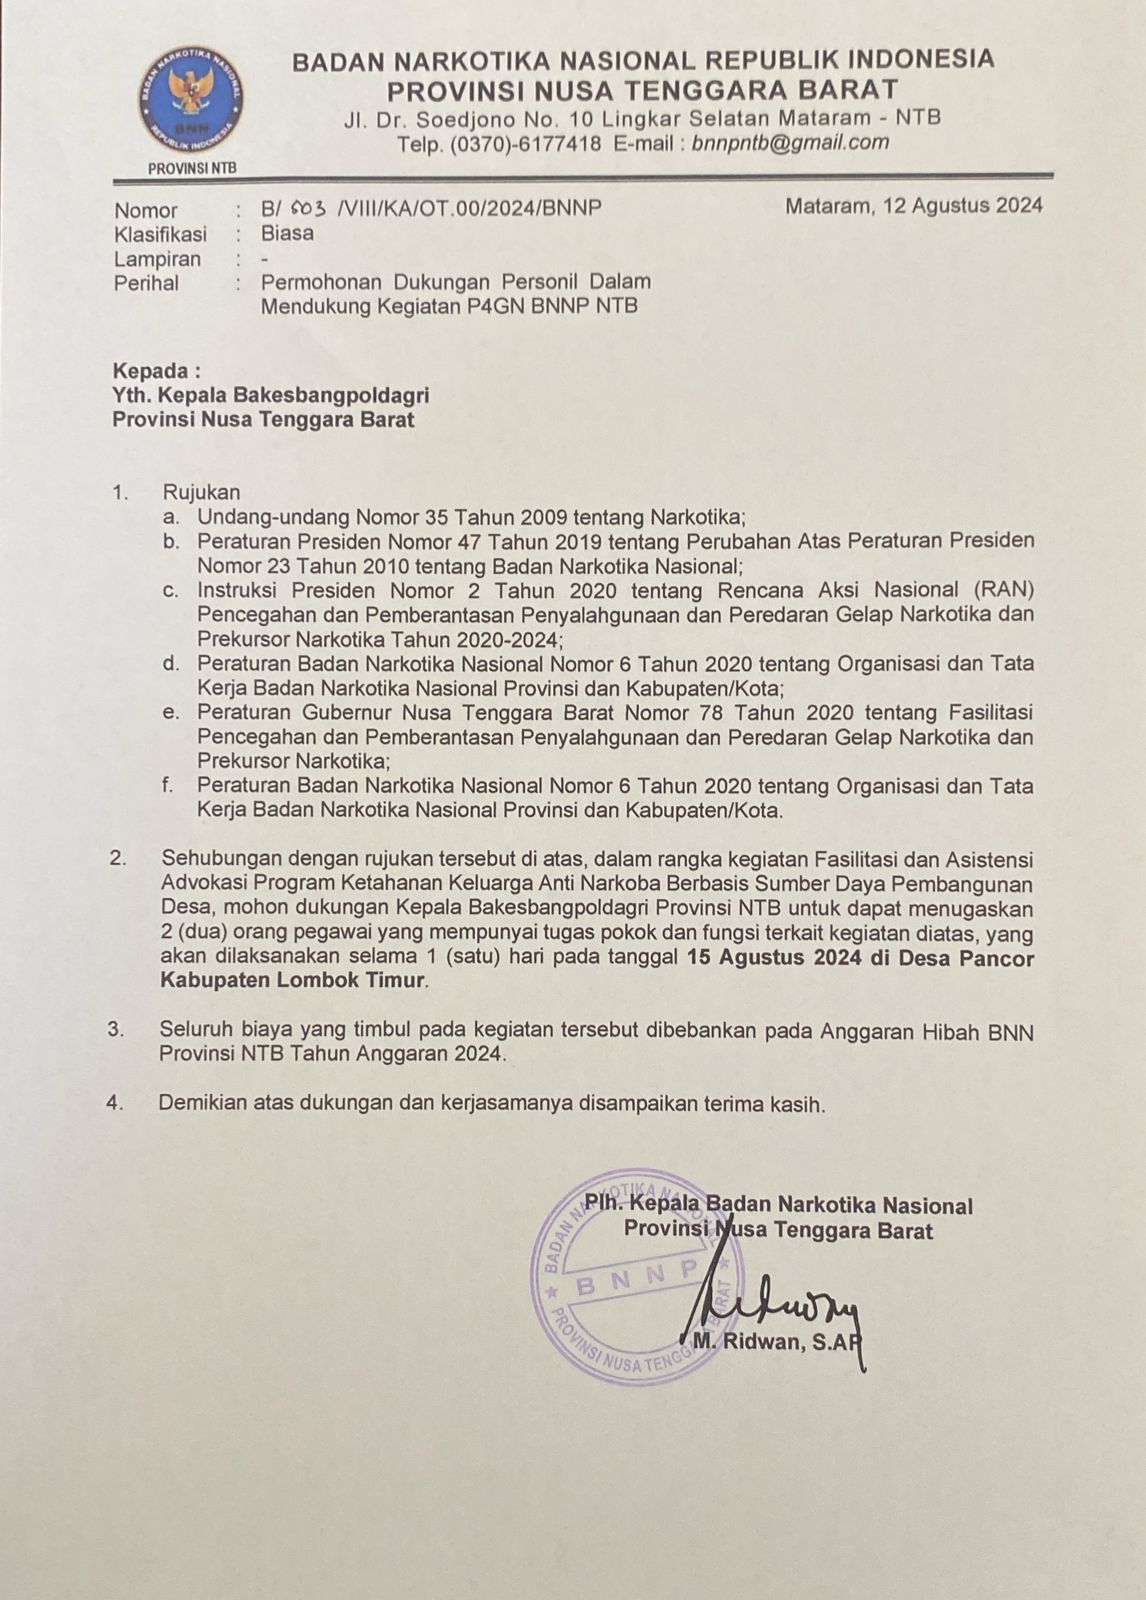 BADAN NARKOTIKA NASIONAL
BNN
REPUBLIK INDONESIA
PROVINSI NTB
BADAN NARKOTIKA NASIONAL REPUBLIK INDONESIA
PROVINSI NUSA TENGGARA BARAT
Jl. Dr. Soedjono No. 10 Lingkar Selatan Mataram - NTB
Telp. (0370)-6177418 E-mail : bnnpntb@gmail.com
Nomor : B/ 503 /VIII/KA/OT.00/2024/BNNP Mataram, 12 Agustus 2024
Klasifikasi : Biasa
Lampiran : -
Perihal : Permohonan Dukungan Personil Dalam
Mendukung Kegiatan P4GN BNNP NTB
Kepada :
Yth. Kepala Bakesbangpoldagri
Provinsi Nusa Tenggara Barat
1. Rujukan
a. Undang-undang Nomor 35 Tahun 2009 tentang Narkotika;
b. Peraturan Presiden Nomor 47 Tahun 2019 tentang Perubahan Atas Peraturan Presiden
Nomor 23 Tahun 2010 tentang Badan Narkotika Nasional;
c. Instruksi Presiden Nomor 2 Tahun 2020 tentang Rencana Aksi Nasional (RAN)
Pencegahan dan Pemberantasan Penyalahgunaan dan Peredaran Gelap Narkotika dan
Prekursor Narkotika Tahun 2020-2024;
d. Peraturan Badan Narkotika Nasional Nomor 6 Tahun 2020 tentang Organisasi dan Tata
Kerja Badan Narkotika Nasional Provinsi dan Kabupaten/Kota;
e. Peraturan Gubernur Nusa Tenggara Barat Nomor 78 Tahun 2020 tentang Fasilitasi
Pencegahan dan Pemberantasan Penyalahgunaan dan Peredaran Gelap Narkotika dan
Prekursor Narkotika;
f. Peraturan Badan Narkotika Nasional Nomor 6 Tahun 2020 tentang Organisasi dan Tata
Kerja Badan Narkotika Nasional Provinsi dan Kabupaten/Kota.
2. Sehubungan dengan rujukan tersebut di atas, dalam rangka kegiatan Fasilitasi dan Asistensi
Advokasi Program Ketahanan Keluarga Anti Narkoba Berbasis Sumber Daya Pembangunan
Desa, mohon dukungan Kepala Bakesbangpoldagri Provinsi NTB untuk dapat menugaskan
2 (dua) orang pegawai yang mempunyai tugas pokok dan fungsi terkait kegiatan diatas, yang
akan dilaksanakan selama 1 (satu) hari pada tanggal 15 Agustus 2024 di Desa Pancor
Kabupaten Lombok Timur.
3. Seluruh biaya yang timbul pada kegiatan tersebut dibebankan pada Anggaran Hibah BNN
Provinsi NTB Tahun Anggaran 2024.
4. Demikian atas dukungan dan kerjasamanya disampaikan terima kasih.
Plh. Kepala Badan Narkotika Nasional
Provinsi Nusa Tenggara Barat
BADAN NARKOTIKA NASIONAL
BNNP
PROVINSI NUSA TENGGARA BARAT
M. Ridwan, S.AP